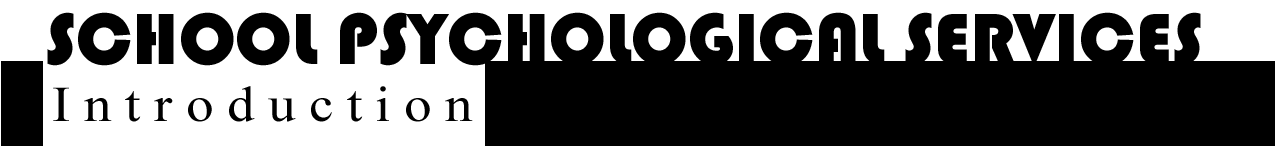 SCHOOL PSYCHOLOGICAL SERVICES
Introduction